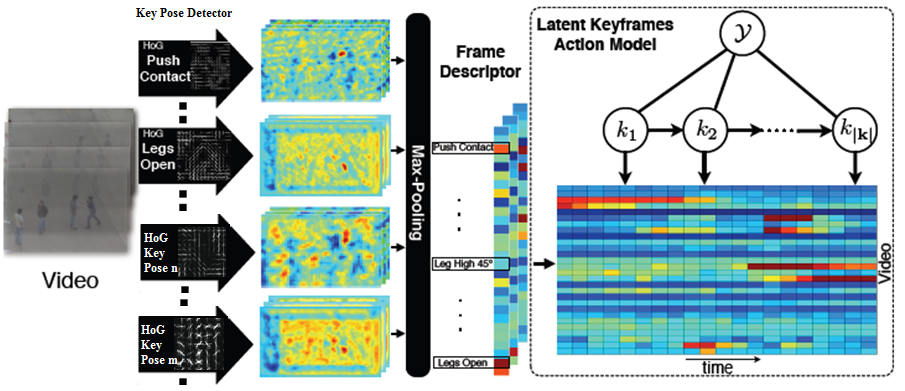 Key Pose Detector
HoG
Push
Contact
HoG
Legs
Open
HoG
Key
Pose n
HoG
Key
Pose m
Video
Max-Pooling
Frame
Descriptor
Push Contact
Leg High 45º
Legs Open
Latent Keyframes
Action Model
𝒴
k₁
k₂
k|k|
Video
time